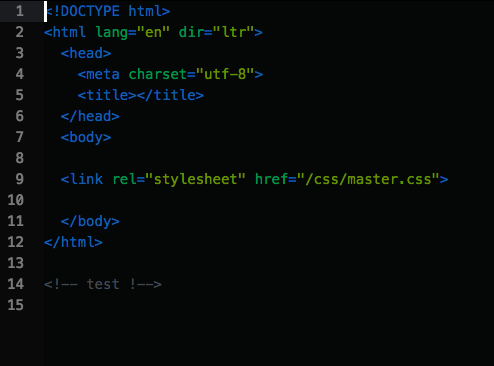 1 <!DOCTYPE html>
2 <html lang="en" dir="ltr">
3   <head>
4     <meta charset="utf-8">
5     <title></title>
6   </head>
7   <body>
8
9   <link rel="stylesheet" href="/css/master.css">
10
11   </body>
12 </html>
13
14 <!-- test !-->
15